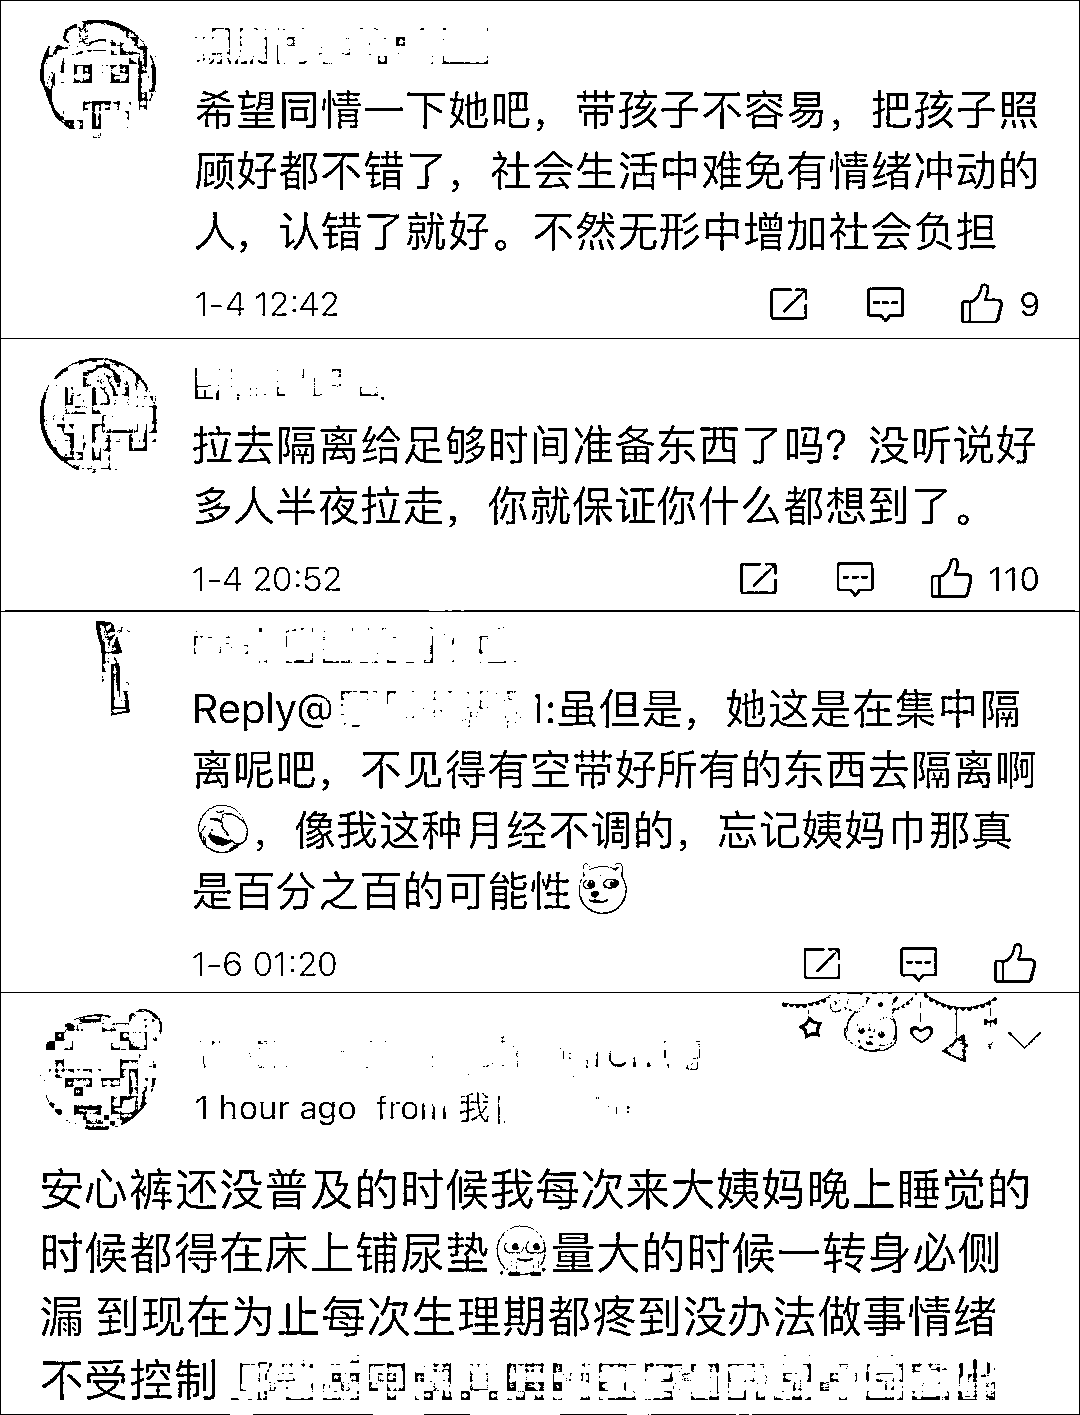 希望同情一下她吧，带孩子不容易，把孩子照
顾好都不错了，社会生活中难免有情绪冲动的
人，认错了就好。不然无形中增加社会负担
1-4 12:42 9
拉去隔离给足够时间准备东西了吗？没听说好
多人半夜拉走，你就保证你什么都想到了。
1-4 20:52 110
Reply@ l:虽但是，她这是在集中隔
离呢吧，不见得有空带好所有的东西去隔离啊
，像我这种月经不调的，忘记姨妈巾那真
是百分之百的可能性
1-6 01:20
1 hour ago from 我
安心裤还没普及的时候我每次来大姨妈晚上睡觉的
时候都得在床上铺尿垫 量大的时候一转身必侧
漏 到现在为止每次生理期都疼到没办法做事情绪
不受控制